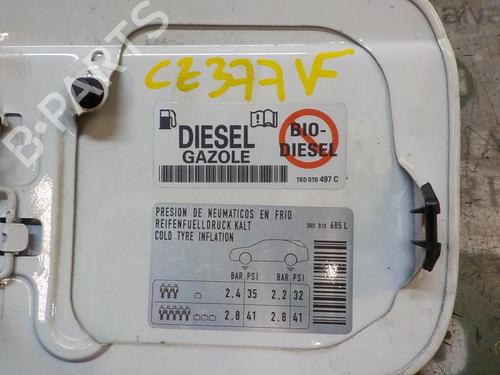 CE377VF
B-PARTS
DIESEL
GAZOLE
BIO-
DIESEL
1K0 010 497 C
PRESION DE NEUMATICOS EN FRIO
REIFENFUELLDRUCK KALT
COLD TYRE INFLATION
3R0 010 685 L
BAR PSI BAR PSI
2.4 35 2.2 32
2.8 41 2.8 41